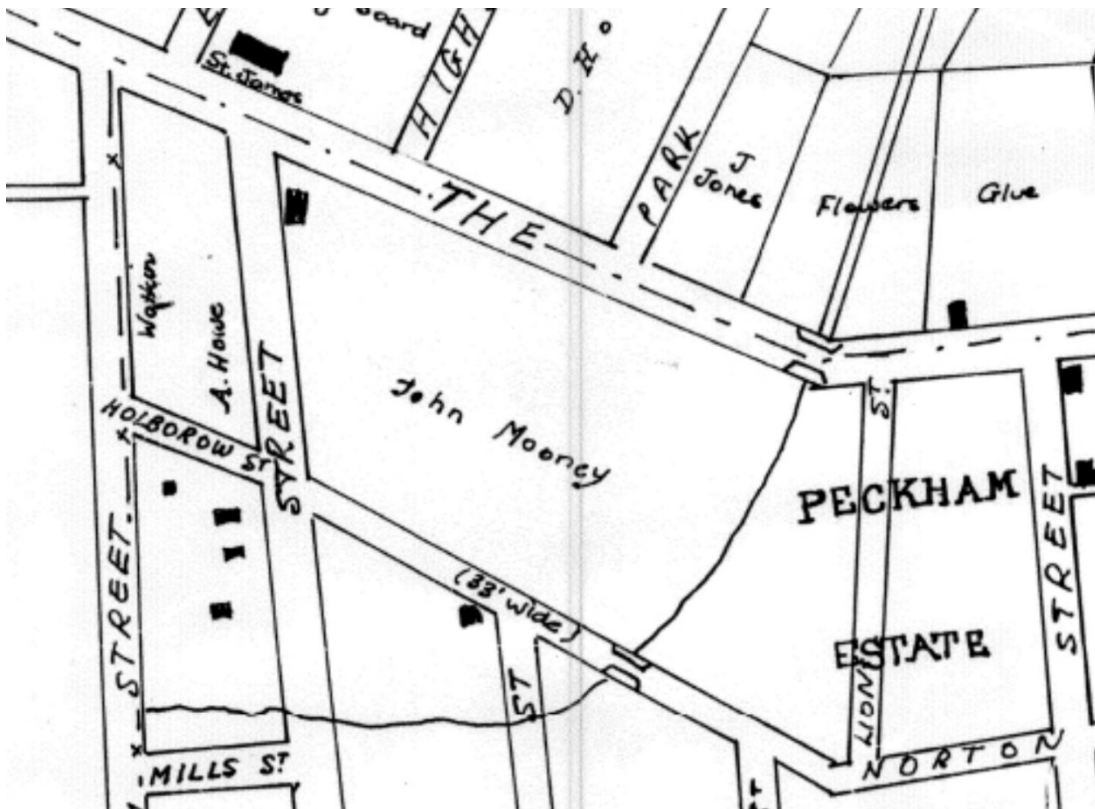 HIGH
St. James
D. H.
THE
PARK
J
Jones
Flowers
Glue
Watkin
A. Howe
STREET
John Mooney
ST.
HOLBOROW ST
PECKHAM
ESTATE
STREET
STREET
(33' wide)
ST
LION
NORTON
MILLS ST.
ST